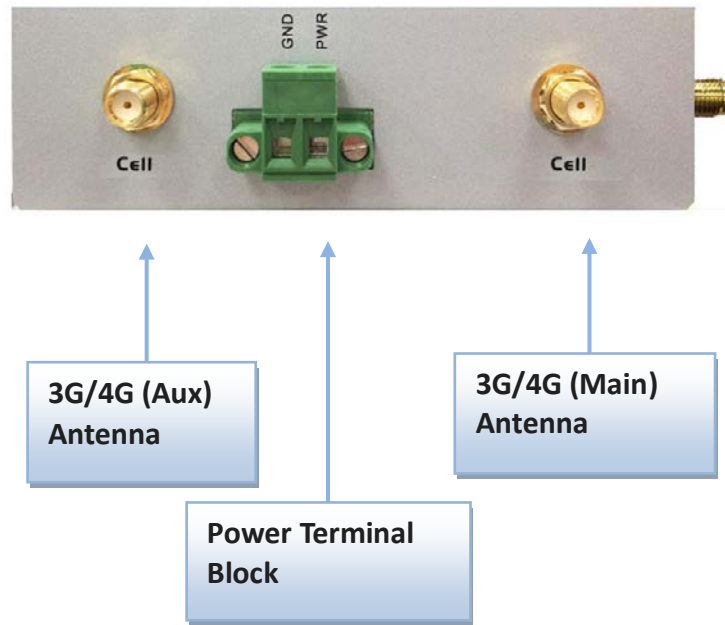 GND
PWR
Cell
Cell
3G/4G (Aux)
Antenna
3G/4G (Main)
Antenna
Power Terminal
Block